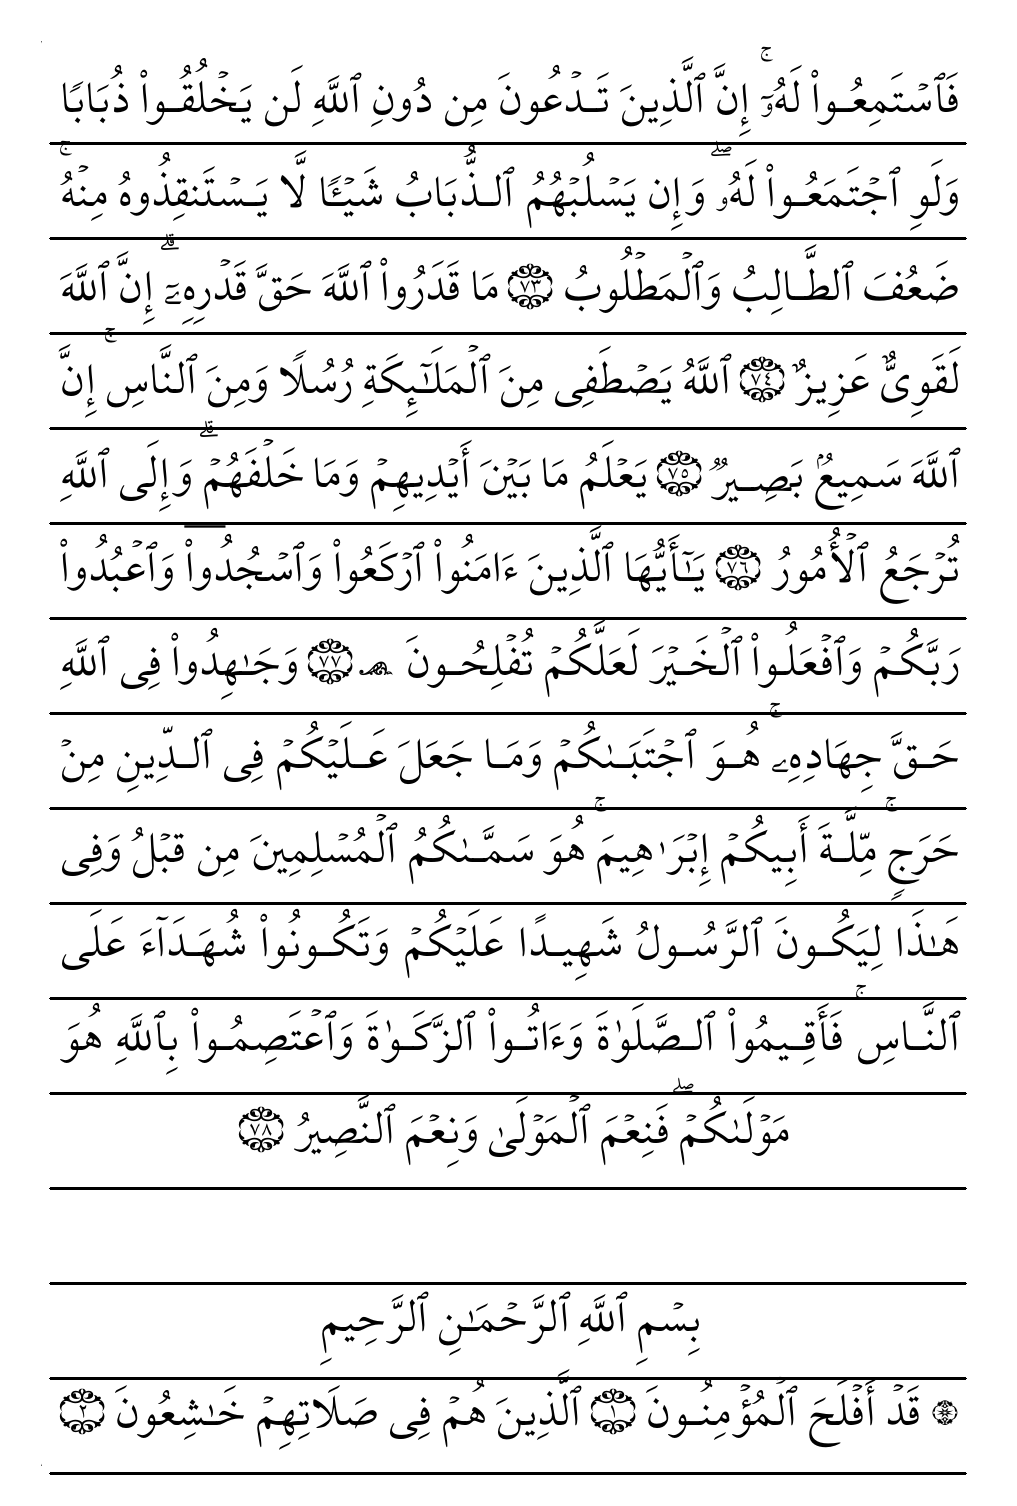 فَٱسۡتَمِعُواْ لَهُۥٓۚ إِنَّ ٱلَّذِينَ تَدۡعُونَ مِن دُونِ ٱللَّهِ لَن يَخۡلُقُواْ ذُبَابٗا
وَلَوِ ٱجۡتَمَعُواْ لَهُۥۖ وَإِن يَسۡلُبۡهُمُ ٱلذُّبَابُ شَيۡـٔٗا لَّا يَسۡتَنقِذُوهُ مِنۡهُۚ
ضَعُفَ ٱلطَّالِبُ وَٱلۡمَطۡلُوبُ ٧٣ مَا قَدَرُواْ ٱللَّهَ حَقَّ قَدۡرِهِۦٓۗ إِنَّ ٱللَّهَ
لَقَوِيٌّ عَزِيزٌ ٧٤ ٱللَّهُ يَصۡطَفِي مِنَ ٱلۡمَلَٰٓئِكَةِ رُسُلٗا وَمِنَ ٱلنَّاسِۚ إِنَّ
ٱللَّهَ سَمِيعُۢ بَصِيرٞ ٧٥ يَعۡلَمُ مَا بَيۡنَ أَيۡدِيهِمۡ وَمَا خَلۡفَهُمۡۚ وَإِلَى ٱللَّهِ
تُرۡجَعُ ٱلۡأُمُورُ ٧٦ يَٰٓأَيُّهَا ٱلَّذِينَ ءَامَنُواْ ٱرۡكَعُواْ وَٱسۡجُدُواْ وَٱعۡبُدُواْ
رَبَّكُمۡ وَٱفۡعَلُواْ ٱلۡخَيۡرَ لَعَلَّكُمۡ تُفۡلِحُونَ ۩ ٧٧ وَجَٰهِدُواْ فِي ٱللَّهِ
حَقَّ جِهَادِهِۦۚ هُوَ ٱجۡتَبَىٰكُمۡ وَمَا جَعَلَ عَلَيۡكُمۡ فِي ٱلدِّينِ مِنۡ
حَرَجٖۚ مِّلَّةَ أَبِيكُمۡ إِبۡرَٰهِيمَۚ هُوَ سَمَّىٰكُمُ ٱلۡمُسۡلِمِينَ مِن قَبۡلُ وَفِي
هَٰذَا لِيَكُونَ ٱلرَّسُولُ شَهِيدًا عَلَيۡكُمۡ وَتَكُونُواْ شُهَدَآءَ عَلَى
ٱلنَّاسِۚ فَأَقِيمُواْ ٱلصَّلَوٰةَ وَءَاتُواْ ٱلزَّكَوٰةَ وَٱعۡتَصِمُواْ بِٱللَّهِ هُوَ
مَوۡلَىٰكُمۡۖ فَنِعۡمَ ٱلۡمَوۡلَىٰ وَنِعۡمَ ٱلنَّصِيرُ ٧٨
بِسۡمِ ٱللَّهِ ٱلرَّحۡمَٰنِ ٱلرَّحِيمِ
۞ قَدۡ أَفۡلَحَ ٱلۡمُؤۡمِنُونَ ١ ٱلَّذِينَ هُمۡ فِي صَلَاتِهِمۡ خَٰشِعُونَ ٢